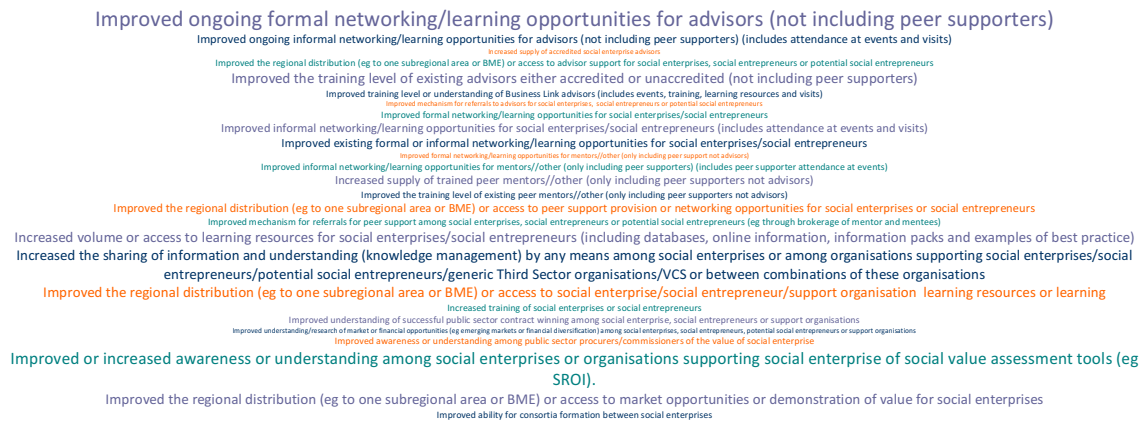 Improved ongoing formal networking/learning opportunities for advisors (not including peer supporters)
Improved ongoing informal networking/learning opportunities for advisors (not including peer supporters) (includes attendance at events and visits)
Increased supply of accredited social enterprise advisors
Improved the regional distribution (eg to one subregional area or BME) or access to advisor support for social enterprises, social entrepreneurs or potential social entrepreneurs
Improved the training level of existing advisors either accredited or unaccredited (not including peer supporters)
Improved training level or understanding of Business Link advisors (includes events, training, learning resources and visits)
Improved mechanism for referrals to advisors for social enterprises, social entrepreneurs or potential social entrepreneurs
Improved formal networking/learning opportunities for social enterprises/social entrepreneurs
Improved informal networking/learning opportunities for social enterprises/social entrepreneurs (includes attendance at events and visits)
Improved existing formal or informal networking/learning opportunities for social enterprises/social entrepreneurs
Improved formal networking/learning opportunities for mentors//other (only including peer support not advisors)
Improved informal networking/learning opportunities for mentors//other (only including peer supporters) (includes peer supporter attendance at events)
Increased supply of trained peer mentors//other (only including peer supporters not advisors)
Improved the training level of existing peer mentors//other (only including peer supporters not advisors)
Improved the regional distribution (eg to one subregional area or BME) or access to peer support provision or networking opportunities for social enterprises or social entrepreneurs
Improved mechanism for referrals for peer support among social enterprises, social entrepreneurs or potential social entrepreneurs (eg through brokerage of mentor and mentees)
Increased volume or access to learning resources for social enterprises/social entrepreneurs (including databases, online information, information packs and examples of best practice)
Increased the sharing of information and understanding (knowledge management) by any means among social enterprises or among organisations supporting social enterprises/social
entrepreneurs/potential social entrepreneurs/generic Third Sector organisations/VCS or between combinations of these organisations
Improved the regional distribution (eg to one subregional area or BME) or access to social enterprise/social entrepreneur/support organisation learning resources or learning
Increased training of social enterprises or social entrepreneurs
Improved understanding of successful public sector contract winning among social enterprise, social entrepreneurs or support organisations
Improved understanding/research of market or financial opportunities (eg emerging markets or financial diversification) among social enterprises, social entrepreneurs, potential social entrepreneurs or support organisations
Improved awareness or understanding among public sector procurers/commissioners of the value of social enterprise
Improved or increased awareness or understanding among social enterprises or organisations supporting social enterprise of social value assessment tools (eg
SROI).
Improved the regional distribution (eg to one subregional area or BME) or access to market opportunities or demonstration of value for social enterprises
Improved ability for consortia formation between social enterprises